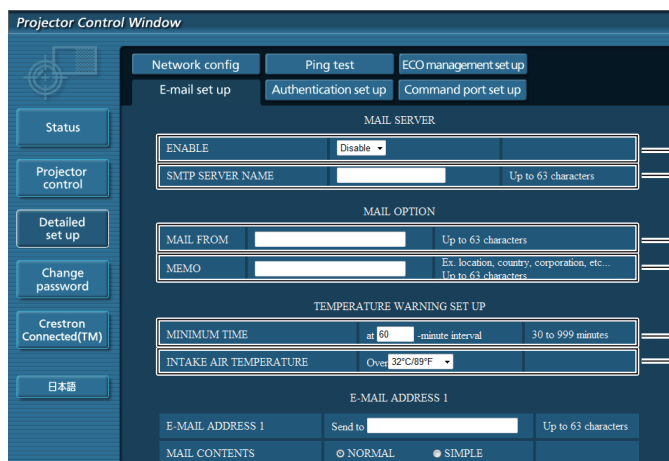 Projector Control Window
Network config Ping test ECO management set up
E-mail set up Authentication set up Command port set up
Status
Projector
control
Detailed
set up
Change
password
Crestron
Connected(TM)
日本語
MAIL SERVER
ENABLE Disable
SMTP SERVER NAME Up to 63 characters
MAIL OPTION
MAIL FROM Up to 63 characters
MEMO Ex. location, country, corporation, etc...
Up to 63 characters
TEMPERATURE WARNING SET UP
MINIMUM TIME at 60 -minute interval 30 to 999 minutes
INTAKE AIR TEMPERATURE Over 32°C/89°F
E-MAIL ADDRESS 1
E-MAIL ADDRESS 1 Send to Up to 63 characters
MAIL CONTENTS NORMAL SIMPLE